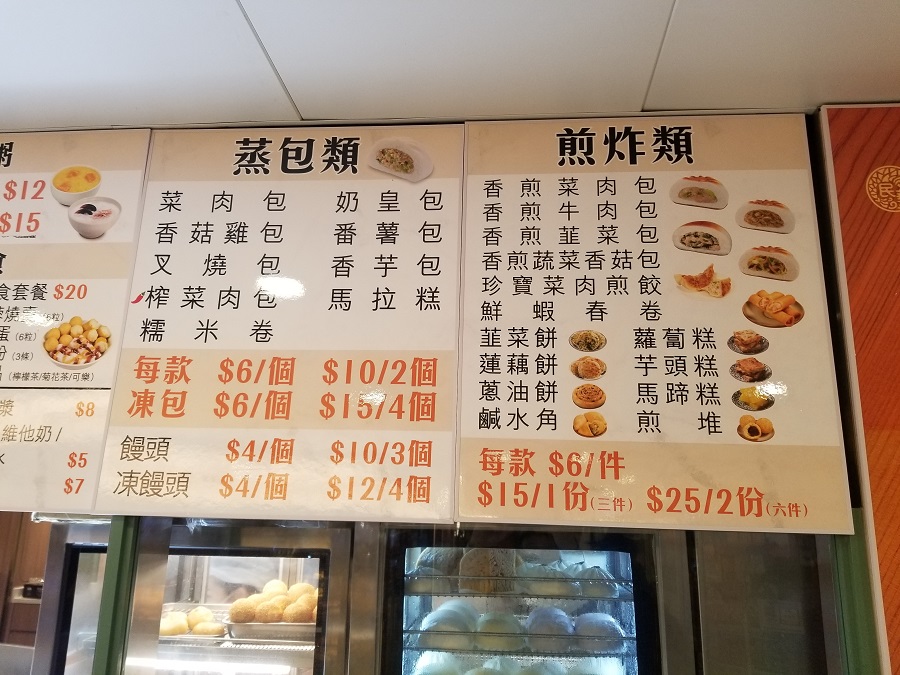 粥
$12
$15
食套餐 $20
(6粒)
蛋 (6粒)
粉 (3條)
(檸檬茶/菊花茶/可樂)
漿 $8
維他奶/
水 $5
$7
蒸包類
菜肉包 奶皇包
香菇雞包 番薯包
叉燒包 香芋包
榨菜肉包 馬拉糕
糯米卷
每款 $6/個 $10/2個
凍包 $6/個 $15/4個
饅頭 $4/個 $10/3個
凍饅頭 $4/個 $12/4個
煎炸類
香煎菜肉包
香煎牛肉包
香煎韮菜包
香煎蔬菜香菇包
珍寶菜肉煎餃
鮮蝦春卷
韮菜餅 蘿蔔糕
蓮藕餅 芋頭糕
蔥油餅 馬蹄糕
鹹水角 煎堆
每款 $6/件
$15/1份(三件) $25/2份(六件)
民